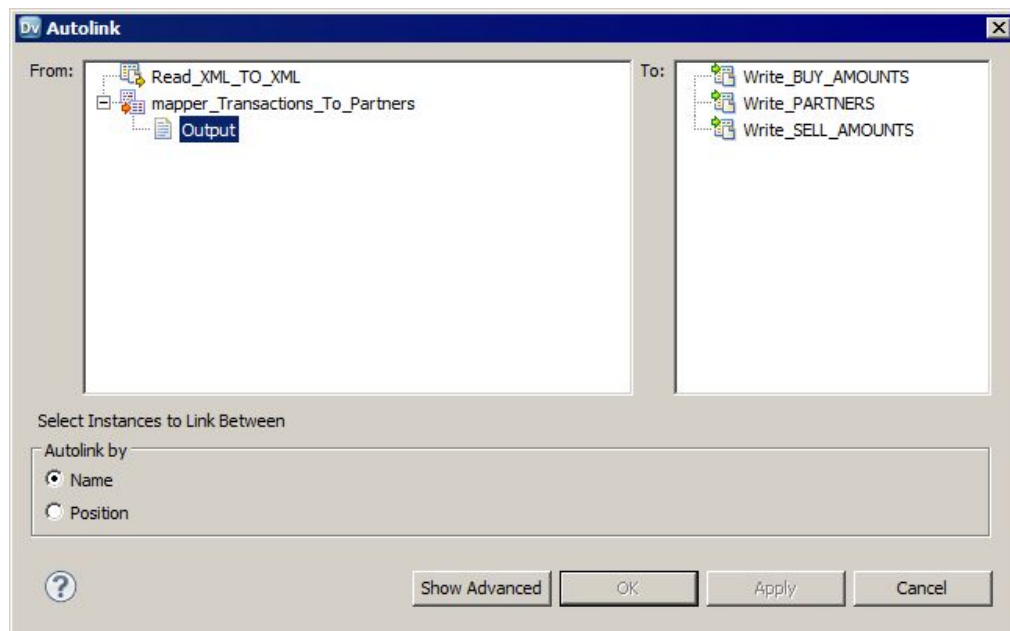 Dv Autolink
From:
Read_XML_TO_XML
mapper_Transactions_To_Partners
Output
To:
Write_BUY_AMOUNTS
Write_PARTNERS
Write_SELL_AMOUNTS
Select Instances to Link Between
Autolink by
Name
Position
?
Show Advanced
OK
Apply
Cancel